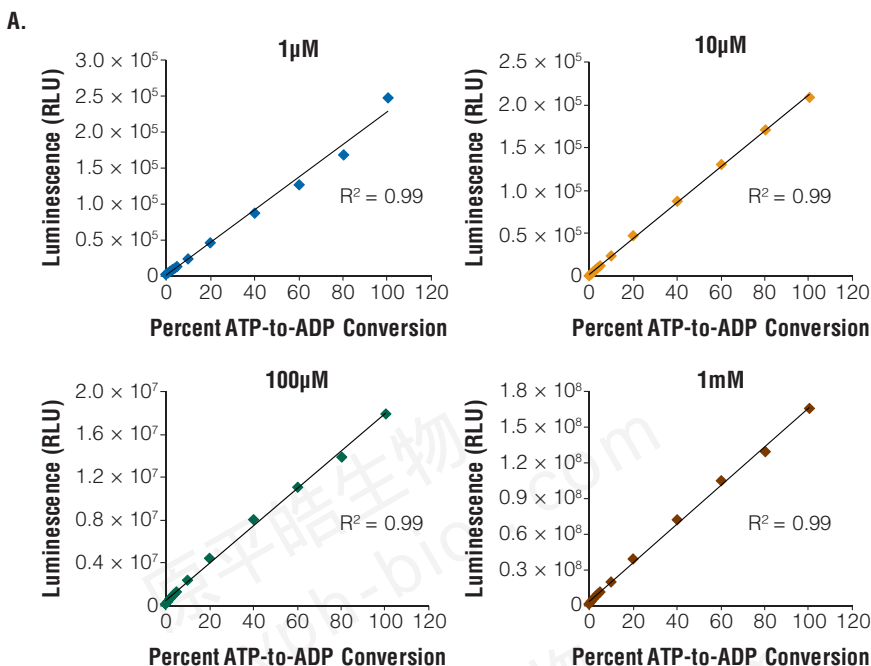 A.
1µM
Luminescence (RLU)
3.0 × 10⁵
2.5 × 10⁵
2.0 × 10⁵
1.5 × 10⁵
1.0 × 10⁵
0.5 × 10⁵
0
R² = 0.99
0 20 40 60 80 100 120
Percent ATP-to-ADP Conversion
10µM
Luminescence (RLU)
2.5 × 10⁵
2.0 × 10⁵
1.5 × 10⁵
1.0 × 10⁵
0.5 × 10⁵
0
R² = 0.99
0 20 40 60 80 100 120
Percent ATP-to-ADP Conversion
100µM
Luminescence (RLU)
2.0 × 10⁷
1.6 × 10⁷
1.2 × 10⁷
0.8 × 10⁷
0.4 × 10⁷
0
R² = 0.99
0 20 40 60 80 100 120
Percent ATP-to-ADP Conversion
1mM
Luminescence (RLU)
1.8 × 10⁸
1.5 × 10⁸
1.2 × 10⁸
0.9 × 10⁸
0.6 × 10⁸
0.3 × 10⁸
0
R² = 0.99
0 20 40 60 80 100 120
Percent ATP-to-ADP Conversion
原平皓生物